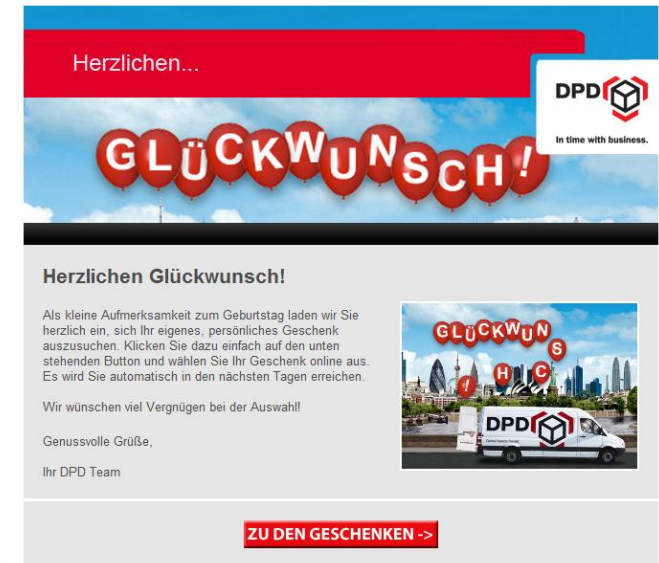 Herzlichen...
DPD
In time with business.
GLÜCKWUNSCH!
Herzlichen Glückwunsch!
Als kleine Aufmerksamkeit zum Geburtstag laden wir Sie
herzlich ein, sich Ihr eigenes, persönliches Geschenk
auszusuchen. Klicken Sie dazu einfach auf den unten
stehenden Button und wählen Sie Ihr Geschenk online aus.
Es wird Sie automatisch in den nächsten Tagen erreichen.
Wir wünschen viel Vergnügen bei der Auswahl!
Genussvolle Grüße,
Ihr DPD Team
GLÜCKWUNS
! H C
DPD
ZU DEN GESCHENKEN ->